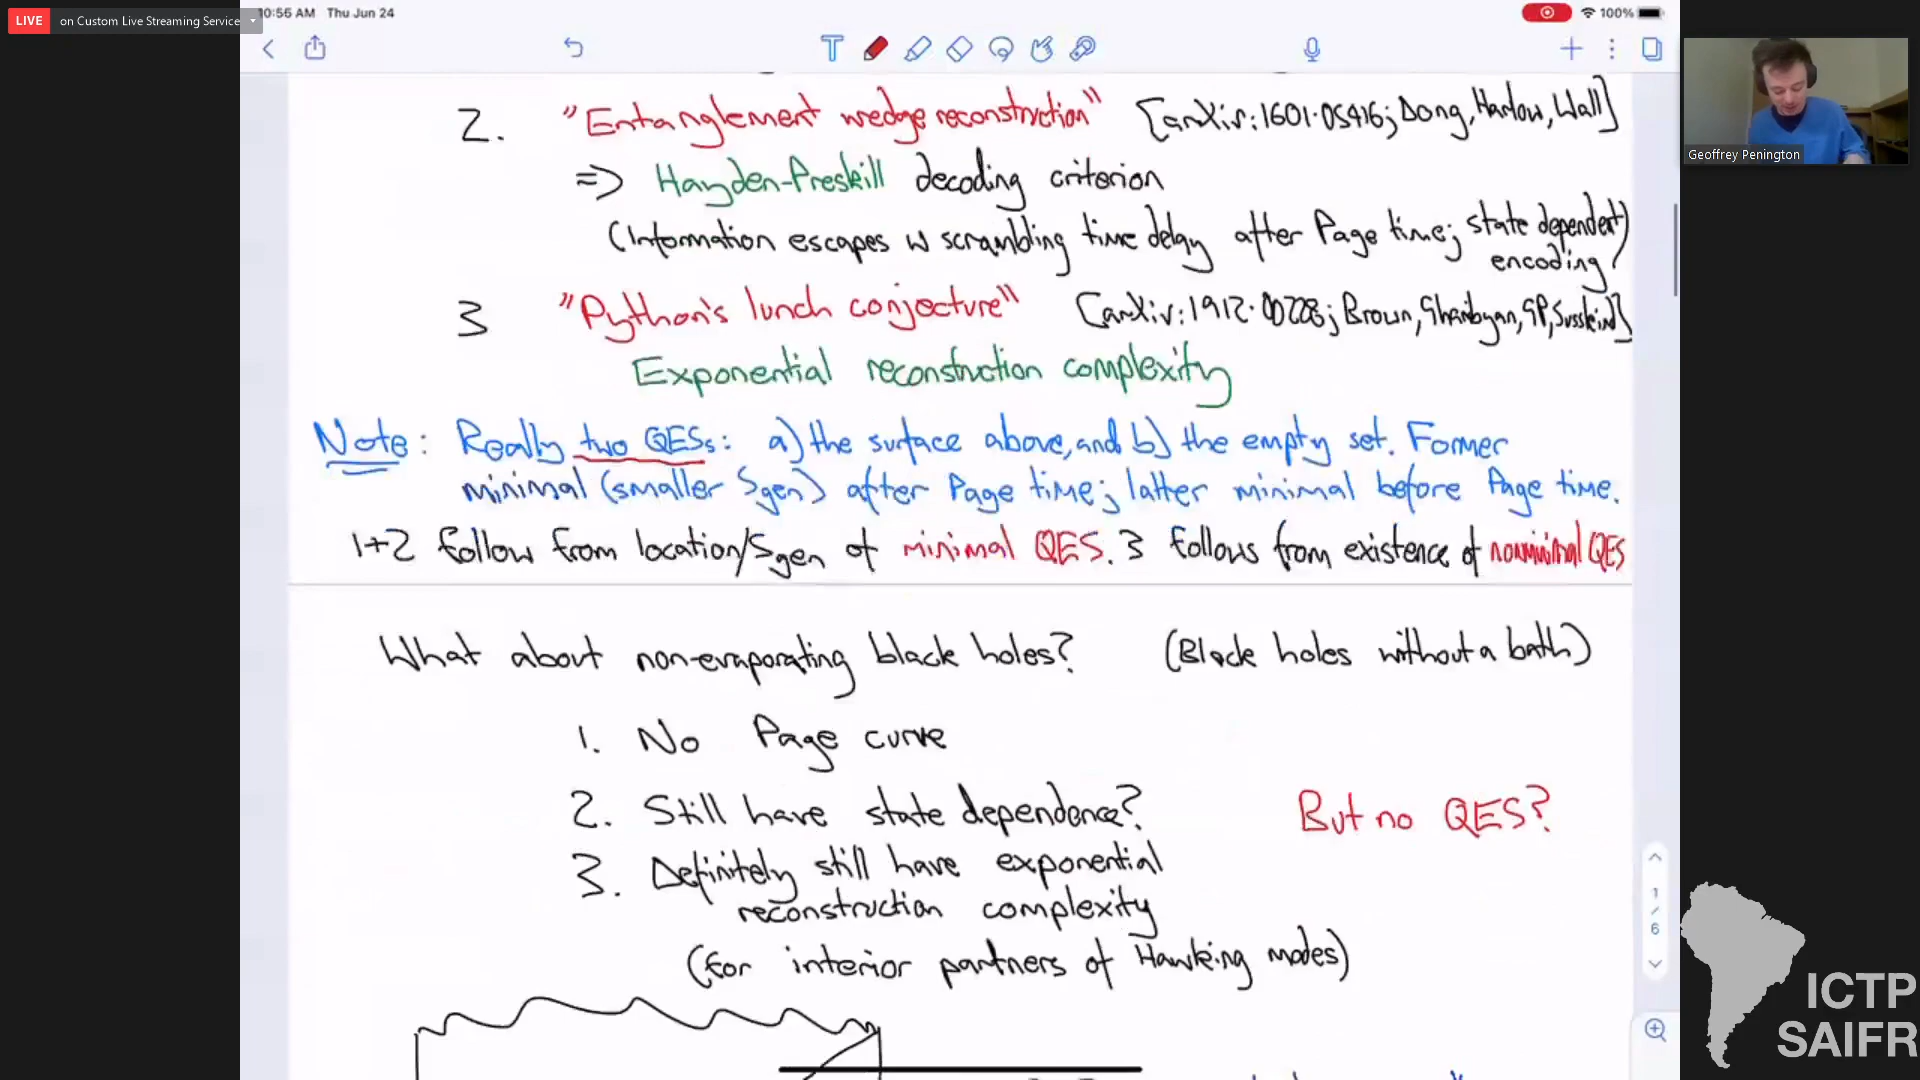 LIVE on Custom Live Streaming Service
10:56 AM Thu Jun 24
100%
Geoffrey Penington
2. "Entanglement wedge reconstruction" [arXiv:1601.05416; Dong, Harlow, Wall]
=> Hayden-Preskill decoding criterion
(Information escapes w scrambling time delay after Page time; state dependent
encoding)
3 "Python's lunch conjecture" [arXiv:1912.00228; Brown, Gharibyan, GP, Susskind]
Exponential reconstruction complexity
Note: Really two QESs: a) the surface above, and b) the empty set. Former
minimal (smaller Sgen) after Page time; latter minimal before Page time.
1+2 follow from location/Sgen of minimal QES. 3 follows from existence of nonminimal QES
What about non-evaporating black holes? (Black holes without a bath)
1. No Page curve
2. Still have state dependence? But no QES?
3. Definitely still have exponential
reconstruction complexity
(For interior partners of Hawking modes)
1
/
6
ICTP
SAIFR